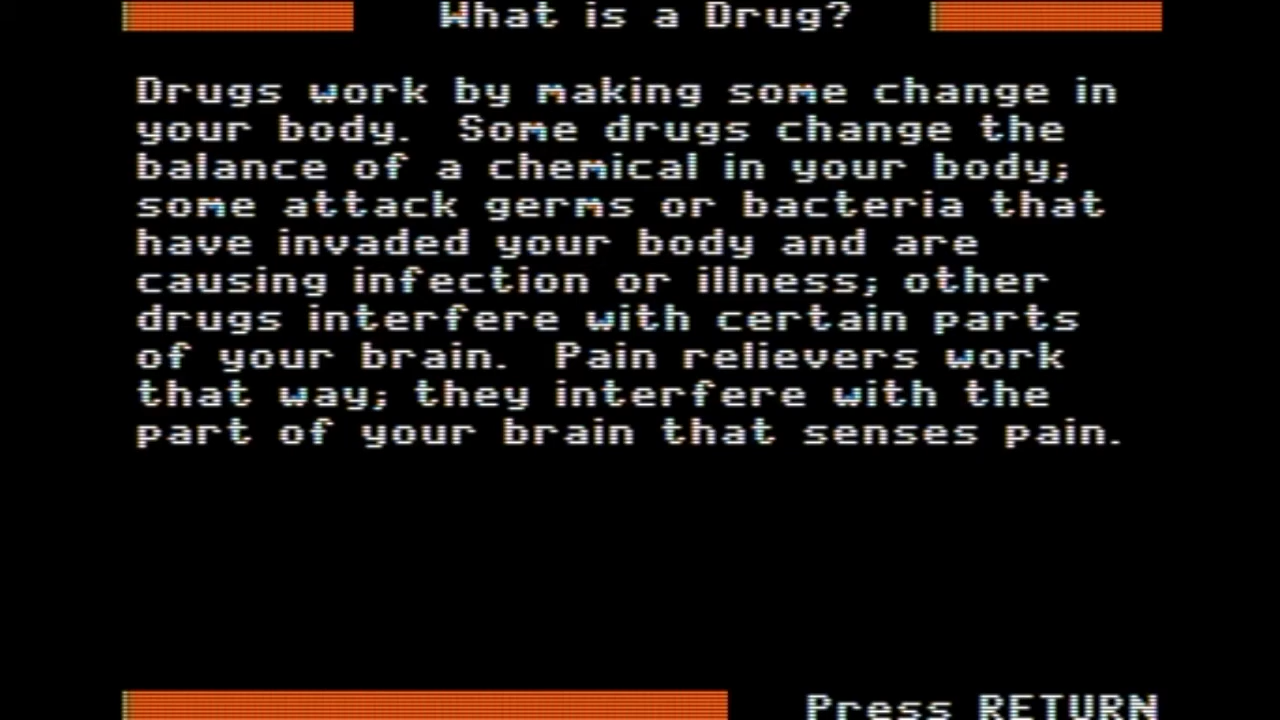 What is a Drug?
Drugs work by making some change in
your body.  Some drugs change the
balance of a chemical in your body;
some attack germs or bacteria that
have invaded your body and are
causing infection or illness; other
drugs interfere with certain parts
of your brain.  Pain relievers work
that way; they interfere with the
part of your brain that senses pain.
Press RETURN